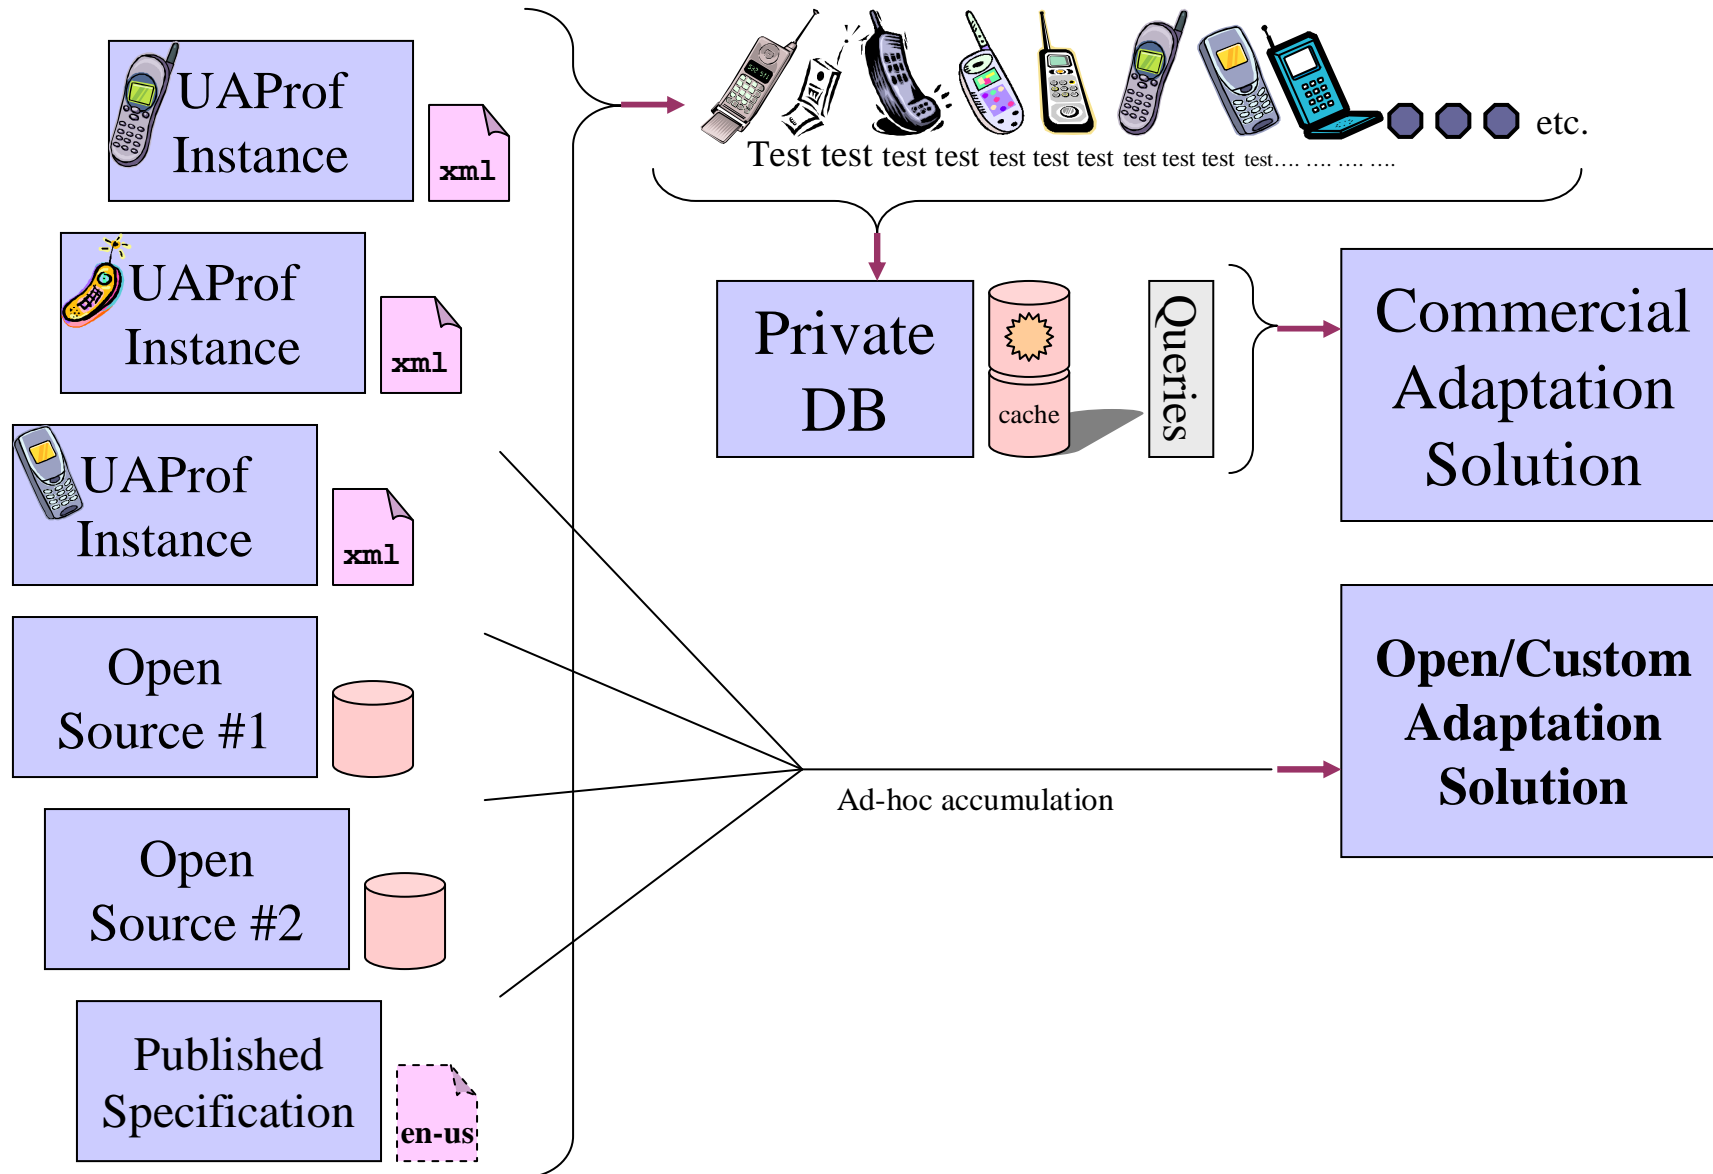 UAProf
Instance
xml
UAProf
Instance
xml
UAProf
Instance
xml
Open
Source #1
Open
Source #2
Published
Specification
en-us
etc.
Test test test test test test test test test test test.... .... .... ....
Private
DB
cache
Queries
Commercial
Adaptation
Solution
Ad-hoc accumulation
Open/Custom
Adaptation
Solution